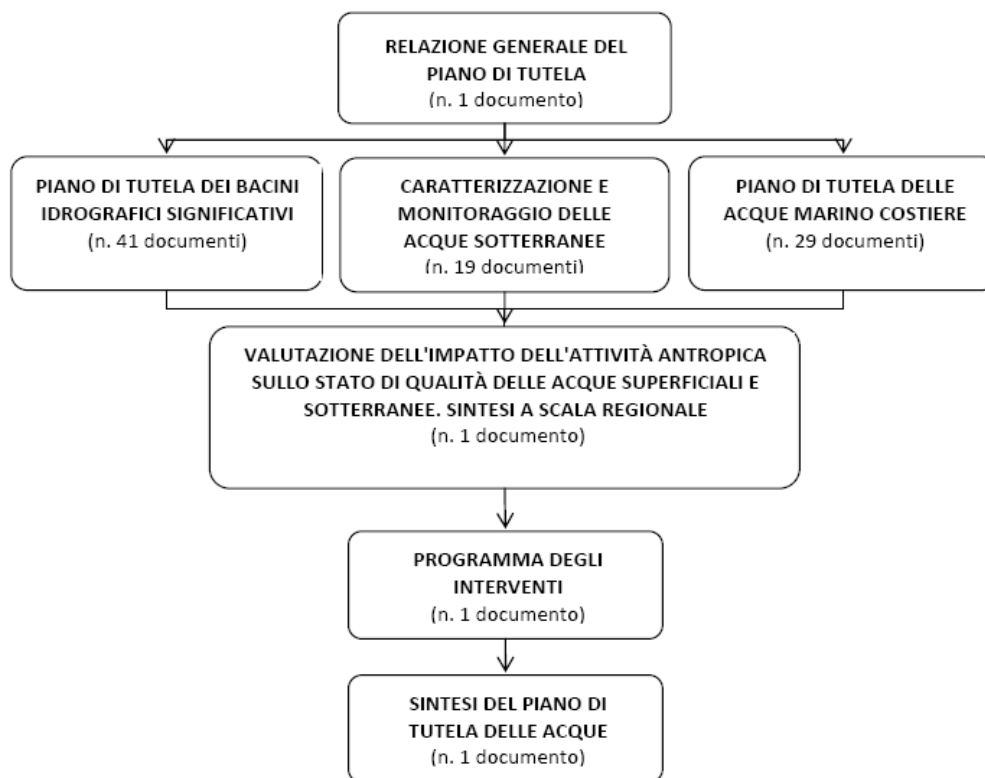 RELAZIONE GENERALE DEL
PIANO DI TUTELA
(n. 1 documento)
PIANO DI TUTELA DEI BACINI
IDROGRAFICI SIGNIFICATIVI
(n. 41 documenti)
CARATTERIZZAZIONE E
MONITORAGGIO DELLE
ACQUE SOTTERRANEE
(n. 19 documenti)
PIANO DI TUTELA DELLE
ACQUE MARINO COSTIERE
(n. 29 documenti)
VALUTAZIONE DELL'IMPATTO DELL'ATTIVITÀ ANTROPICA
SULLO STATO DI QUALITÀ DELLE ACQUE SUPERFICIALI E
SOTTERRANEE. SINTESI A SCALA REGIONALE
(n. 1 documento)
PROGRAMMA DEGLI
INTERVENTI
(n. 1 documento)
SINTESI DEL PIANO DI
TUTELA DELLE ACQUE
(n. 1 documento)